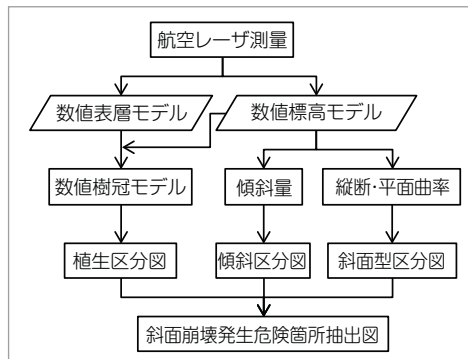 航空レーザ測量
数値表層モデル
数値標高モデル
数値樹冠モデル
傾斜量
縦断・平面曲率
植生区分図
傾斜区分図
斜面型区分図
斜面崩壊発生危険箇所抽出図